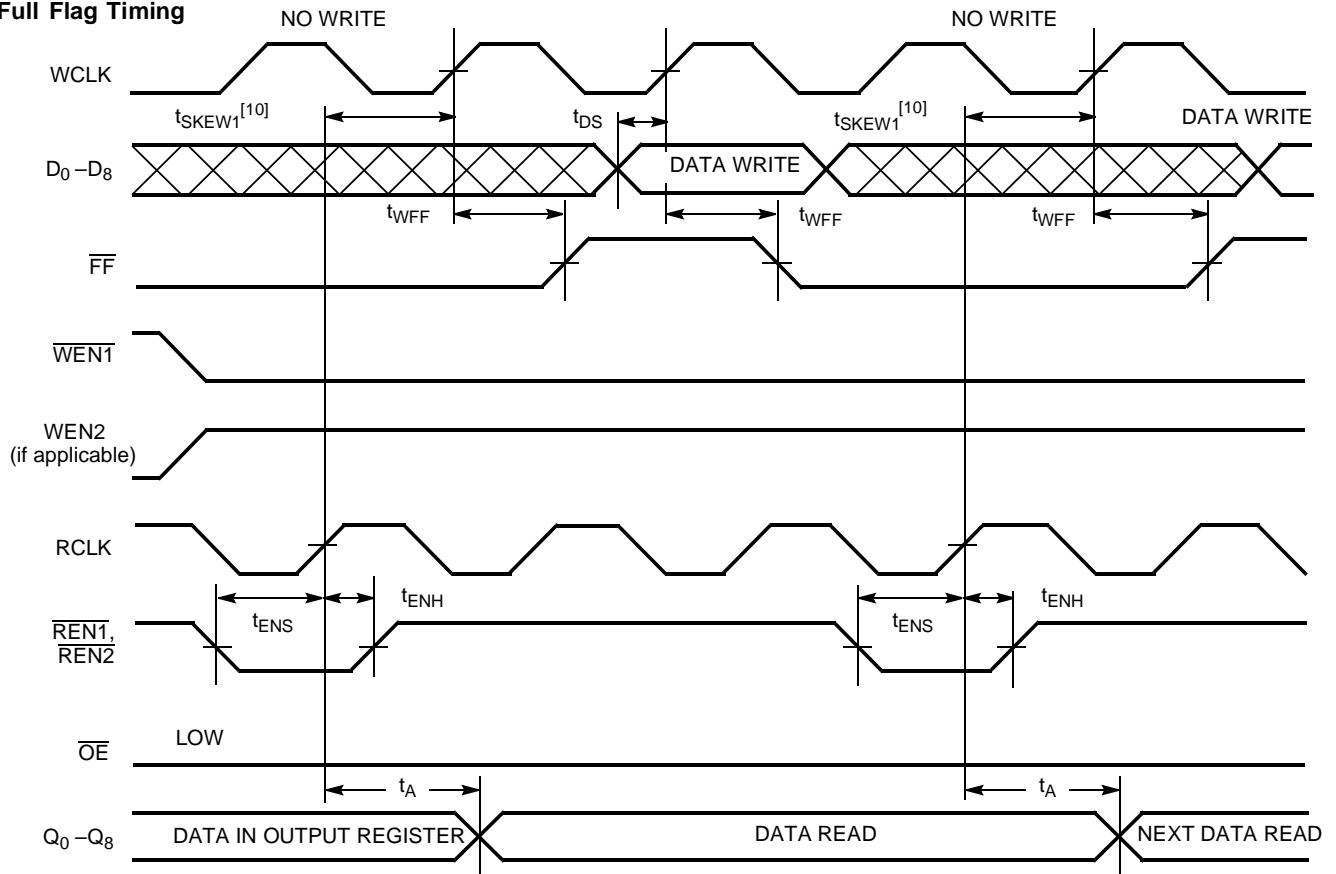 Full Flag Timing
NO WRITE
NO WRITE
WCLK
tSKEW1[10]
tDS
tSKEW1[10]
DATA WRITE
D0 –D8
DATA WRITE
tWFF
tWFF
tWFF
FF
WEN1
WEN2
(if applicable)
RCLK
tENH
tENH
tENS
tENS
REN1,
REN2
LOW
OE
tA
tA
Q0 –Q8
DATA IN OUTPUT REGISTER
DATA READ
NEXT DATA READ